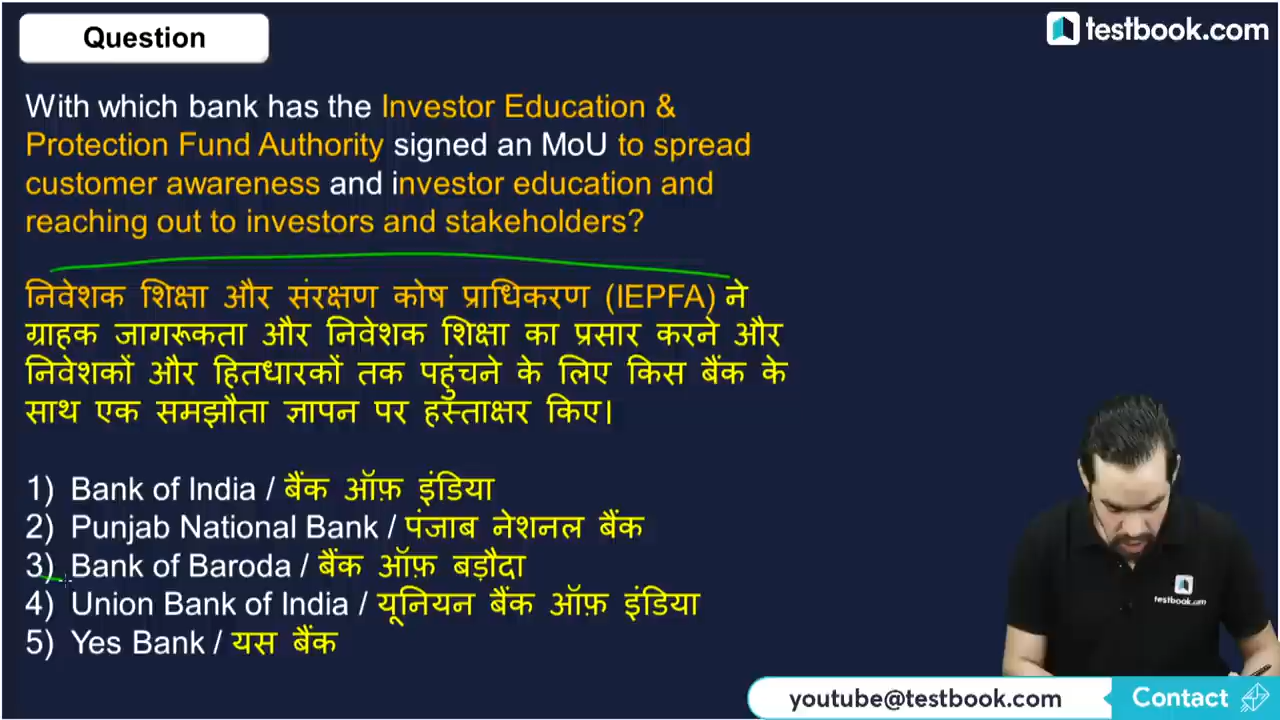 Question
testbook.com
With which bank has the Investor Education &
Protection Fund Authority signed an MoU to spread
customer awareness and investor education and
reaching out to investors and stakeholders?
निवेशक शिक्षा और संरक्षण कोष प्राधिकरण (IEPFA) ने
ग्राहक जागरूकता और निवेशक शिक्षा का प्रसार करने और
निवेशकों और हितधारकों तक पहुंचने के लिए किस बैंक के
साथ एक समझौता ज्ञापन पर हस्ताक्षर किए।
1) Bank of India / बैंक ऑफ़ इंडिया
2) Punjab National Bank / पंजाब नेशनल बैंक
3) Bank of Baroda / बैंक ऑफ़ बड़ौदा
4) Union Bank of India / यूनियन बैंक ऑफ़ इंडिया
5) Yes Bank / यस बैंक
testbook.com
youtube@testbook.com Contact